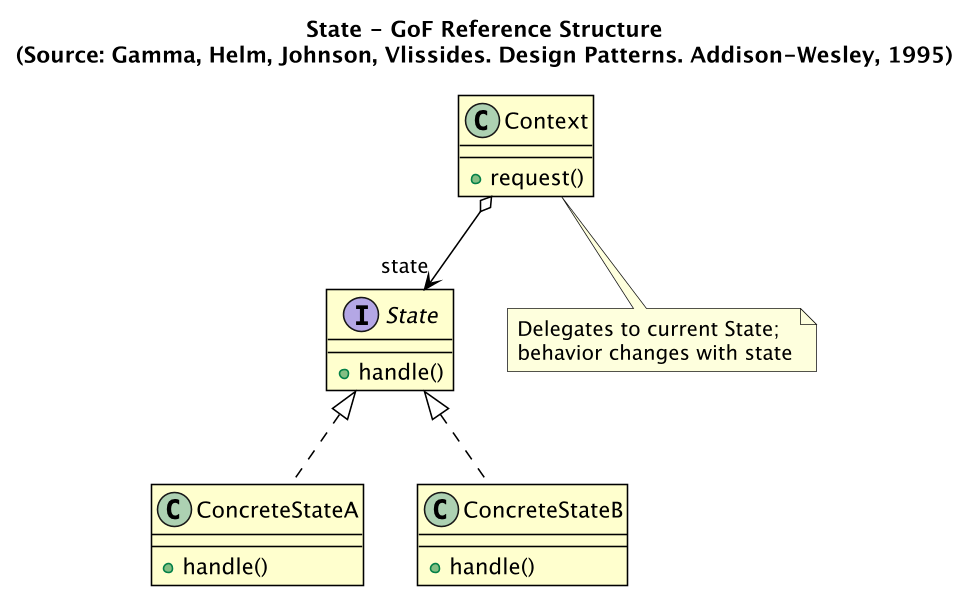 State – GoF Reference Structure
(Source: Gamma, Helm, Johnson, Vlissides. Design Patterns. Addison–Wesley, 1995)
C Context
request()
state
I State
handle()
Delegates to current State;
behavior changes with state
C ConcreteStateA
handle()
C ConcreteStateB
handle()